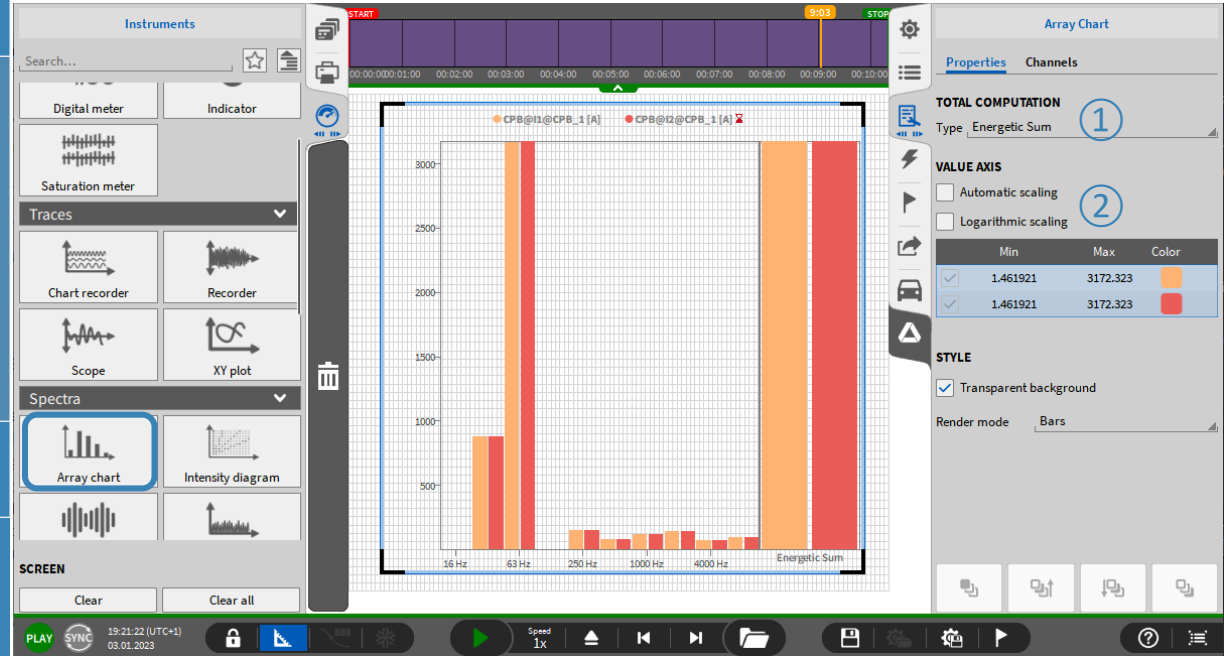 Instruments
Search...
Digital meter
Indicator
Saturation meter
Traces
Chart recorder
Recorder
Scope
XY plot
Spectra
Array chart
Intensity diagram
SCREEN
Clear
Clear all
START
9:03
STOP
00:00:00
00:01:00
00:02:00
00:03:00
00:04:00
00:05:00
00:06:00
00:07:00
00:08:00
00:09:00
00:10:00
CPB@I1@CPB_1 [A]
CPB@I2@CPB_1 [A]
3000
2500
2000
1500
1000
500
16 Hz
63 Hz
250 Hz
1000 Hz
4000 Hz
Energetic Sum
Array Chart
Properties
Channels
TOTAL COMPUTATION
Type
Energetic Sum
1
VALUE AXIS
Automatic scaling
2
Logarithmic scaling
Min Max Color
1.461921 3172.323
1.461921 3172.323
STYLE
Transparent background
Render mode
Bars
PLAY
SYNC
19:21:22 (UTC+1)
03.01.2023
Speed
1x
?